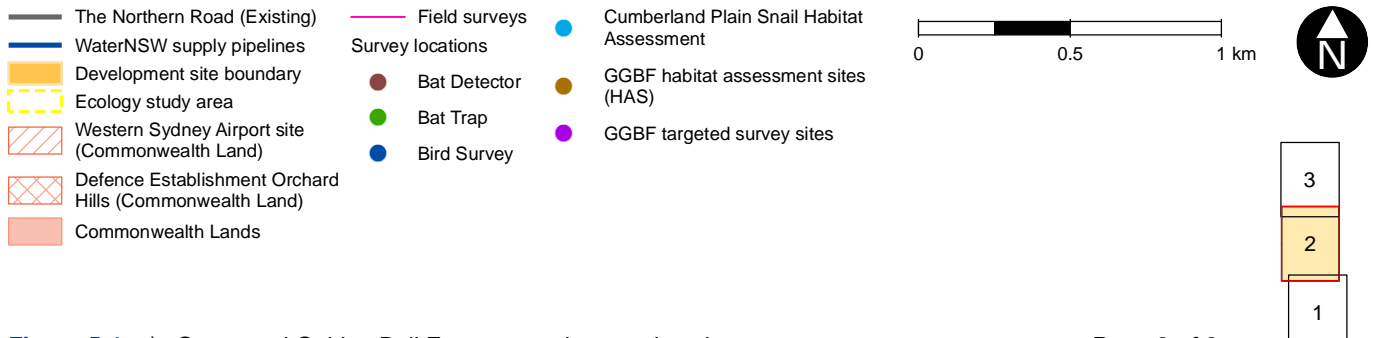 The Northern Road (Existing)
WaterNSW supply pipelines
Development site boundary
Ecology study area
Western Sydney Airport site
(Commonwealth Land)
Defence Establishment Orchard
Hills (Commonwealth Land)
Commonwealth Lands
Field surveys
Survey locations
Bat Detector
Bat Trap
Bird Survey
Cumberland Plain Snail Habitat
Assessment
GGBF habitat assessment sites
(HAS)
GGBF targeted survey sites
0 0.5 1 km
N
3
2
1